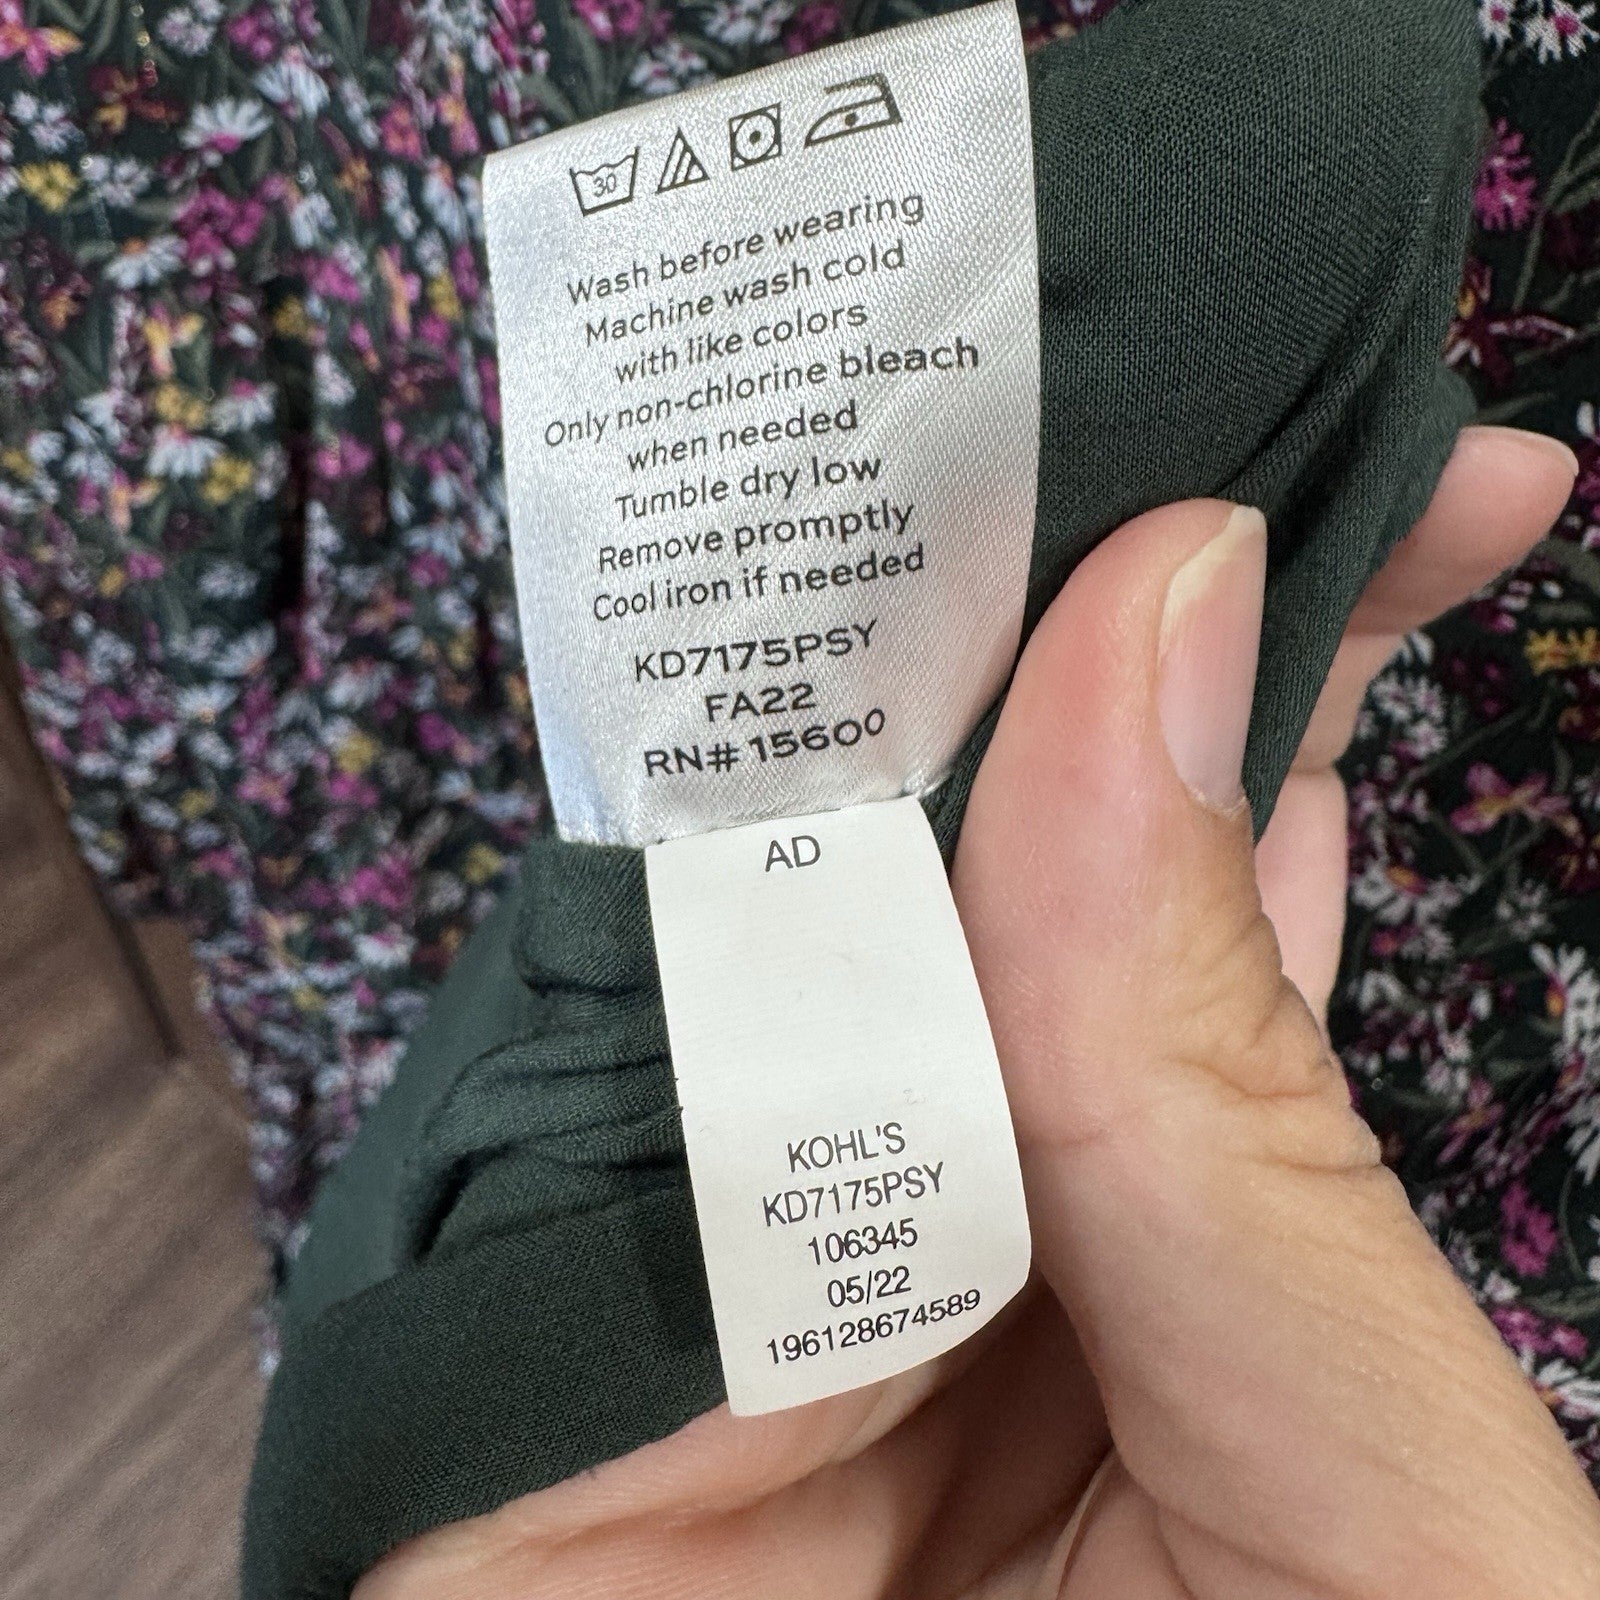 30
Wash before wearing
Machine wash cold
with like colors
Only non-chlorine bleach
when needed
Tumble dry low
Remove promptly
Cool iron if needed
KD7175PSY
FA22
RN# 15600
AD
KOHL'S
KD7175PSY
106345
05/22
196128674589